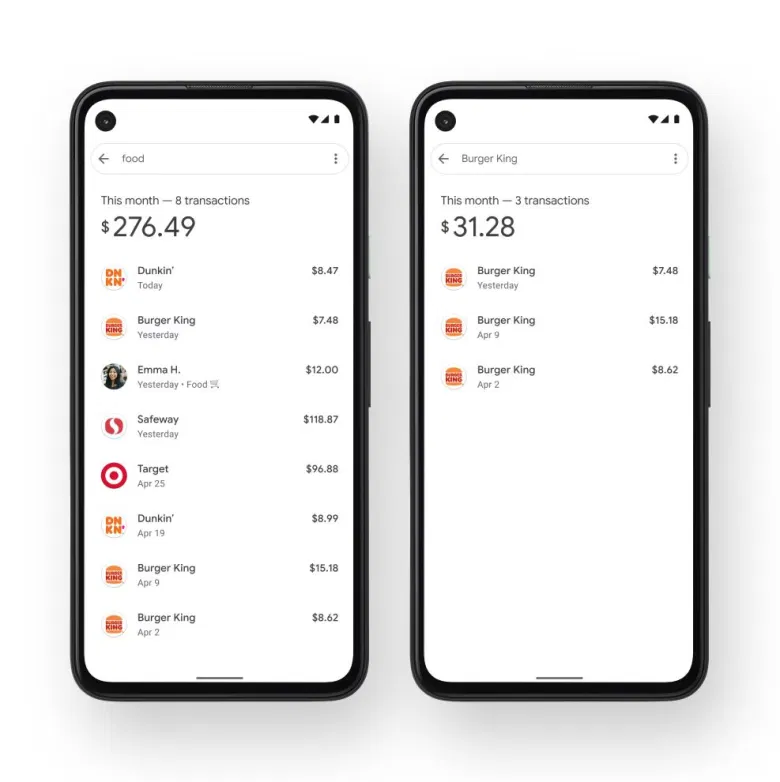 food
This month — 8 transactions
$276.49
DN
KN'
Dunkin'
$8.47
Today
BURGER
KING
Burger King
$7.48
Yesterday
Emma H.
$12.00
Yesterday • Food
Safeway
$118.87
Yesterday
Target
$96.88
Apr 25
DN
KN'
Dunkin'
$8.99
Apr 19
BURGER
KING
Burger King
$15.18
Apr 9
BURGER
KING
Burger King
$8.62
Apr 2
Burger King
This month — 3 transactions
$31.28
BURGER
KING
Burger King
$7.48
Yesterday
BURGER
KING
Burger King
$15.18
Apr 9
BURGER
KING
Burger King
$8.62
Apr 2